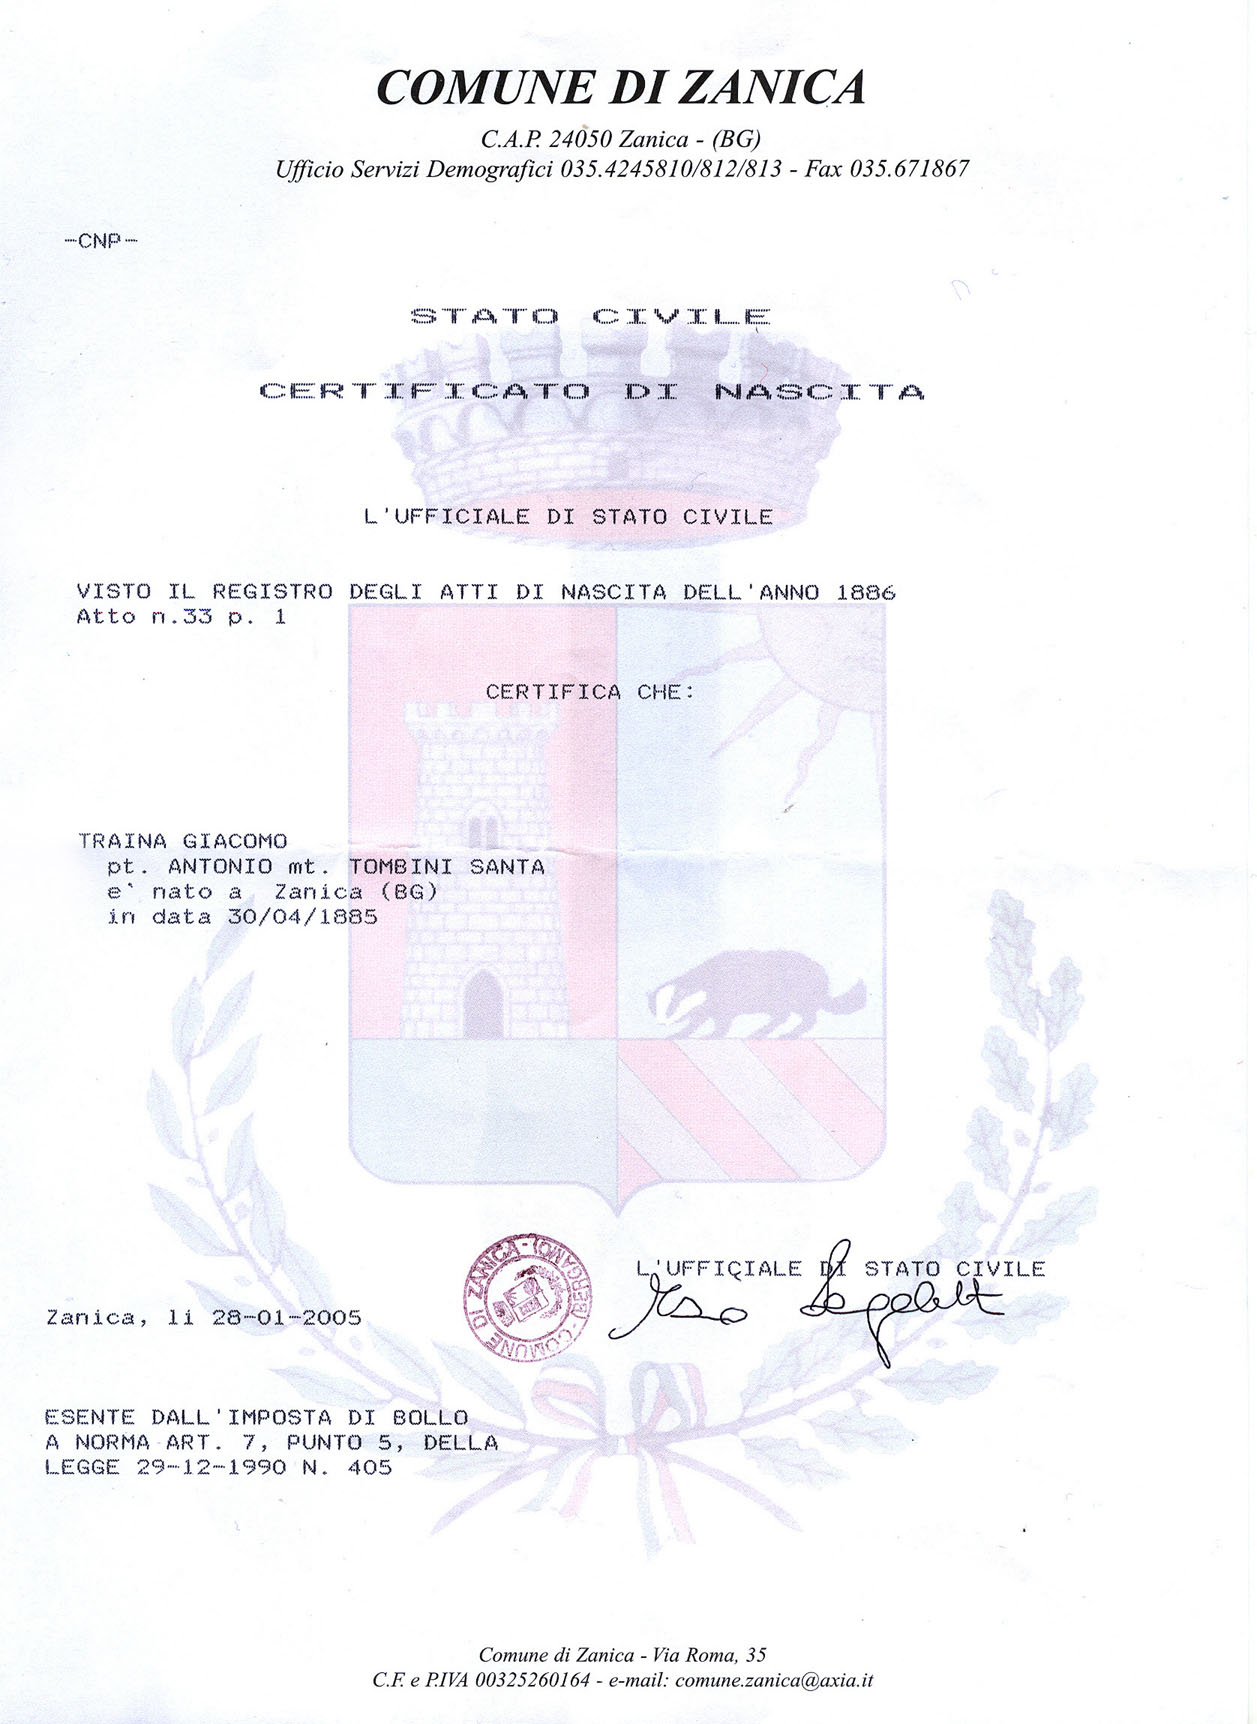 COMUNE DI ZANICA
C.A.P. 24050 Zanica - (BG)
Ufficio Servizi Demografici 035.4245810/812/813 - Fax 035.671867
-CNP-
STATO CIVILE
CERTIFICATO DI NASCITA
L'UFFICIALE DI STATO CIVILE
VISTO IL REGISTRO DEGLI ATTI DI NASCITA DELL'ANNO 1886
Atto n.33 p. 1
CERTIFICA CHE:
TRAINA GIACOMO
pt. ANTONIO mt. TOMBINI SANTA
e` nato a Zanica (BG)
in data 30/04/1885
COMUNE DI ZANICA - (BERGAMO)
L'UFFICIALE DI STATO CIVILE
Zanica, li 28-01-2005
ESENTE DALL'IMPOSTA DI BOLLO
A NORMA ART. 7, PUNTO 5, DELLA
LEGGE 29-12-1990 N. 405
Comune di Zanica - Via Roma, 35
C.F. e P.IVA 00325260164 - e-mail: comune.zanica@axia.it